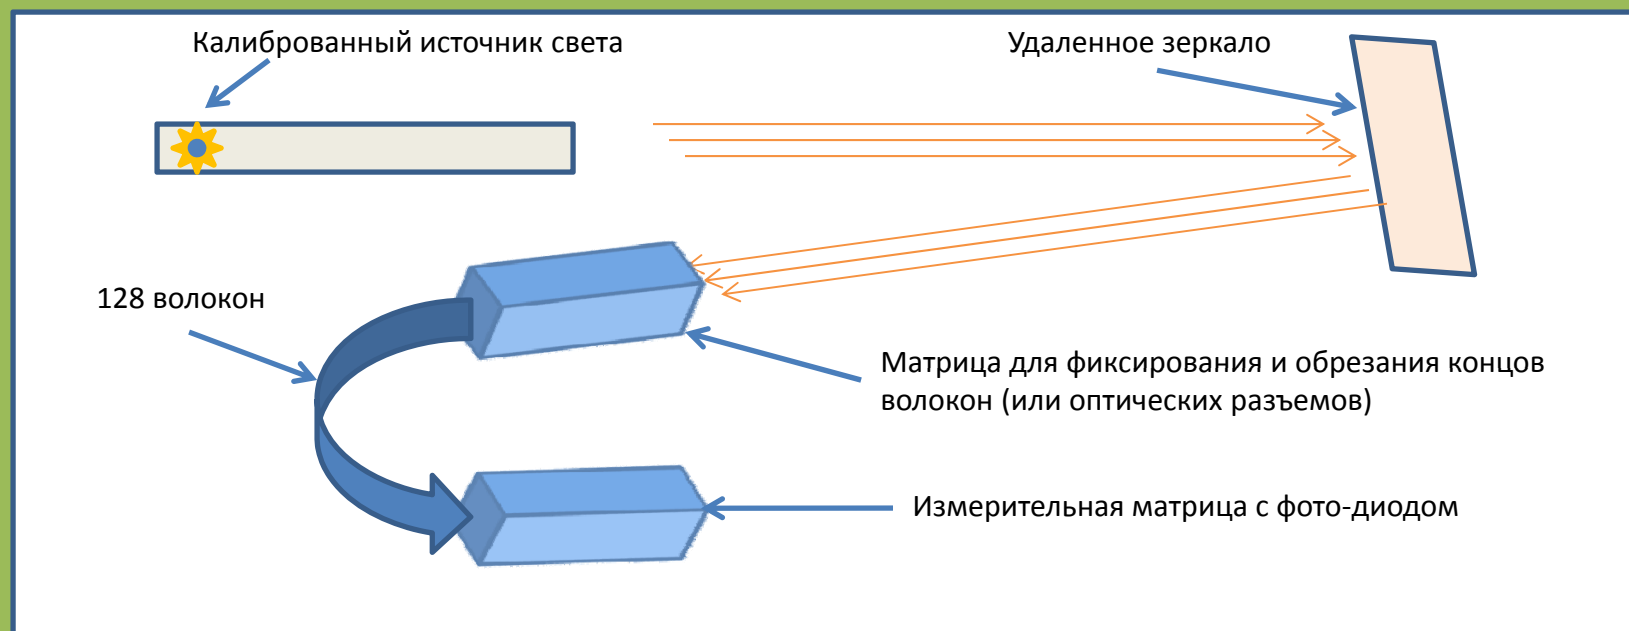 Калиброванный источник света
Удаленное зеркало
128 волокон
Матрица для фиксирования и обрезания концов
волокон (или оптических разъемов)
Измерительная матрица с фото-диодом